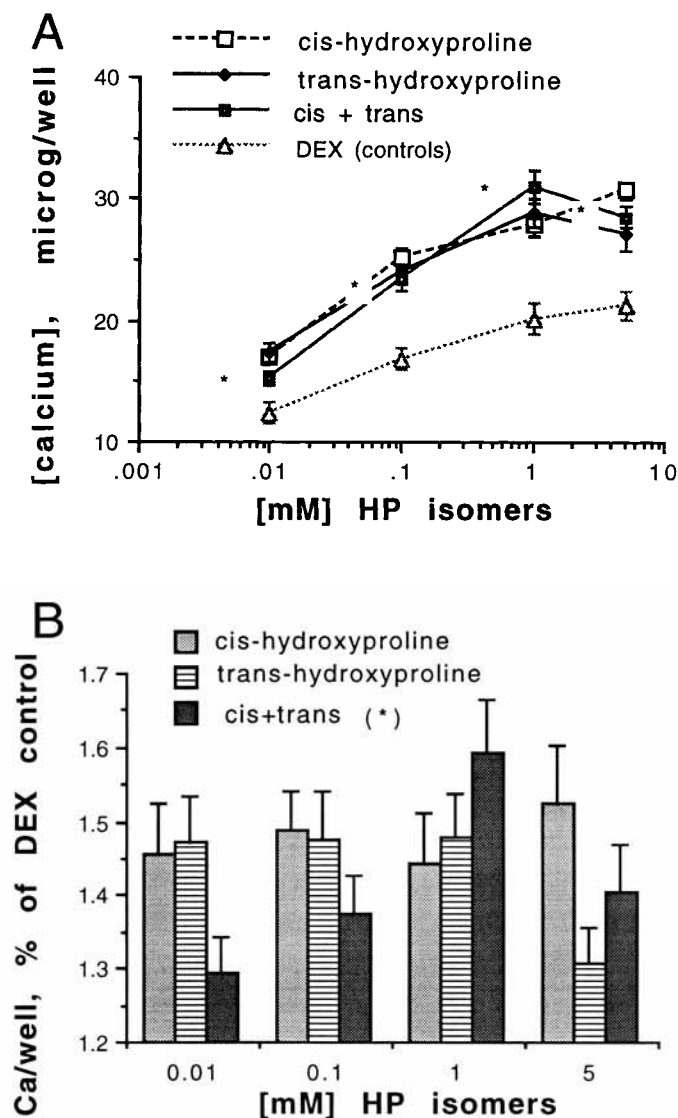 A
cis-hydroxyproline
trans-hydroxyproline
cis + trans
DEX (controls)
[calcium], microg/well
40
30
20
10
*
*
*
*
.001 .01 .1 1 10
[mM] HP isomers
B
cis-hydroxyproline
trans-hydroxyproline
cis+trans (*)
Ca/well, % of DEX control
1.7
1.6
1.5
1.4
1.3
1.2
0.01 0.1 1 5
[mM] HP isomers